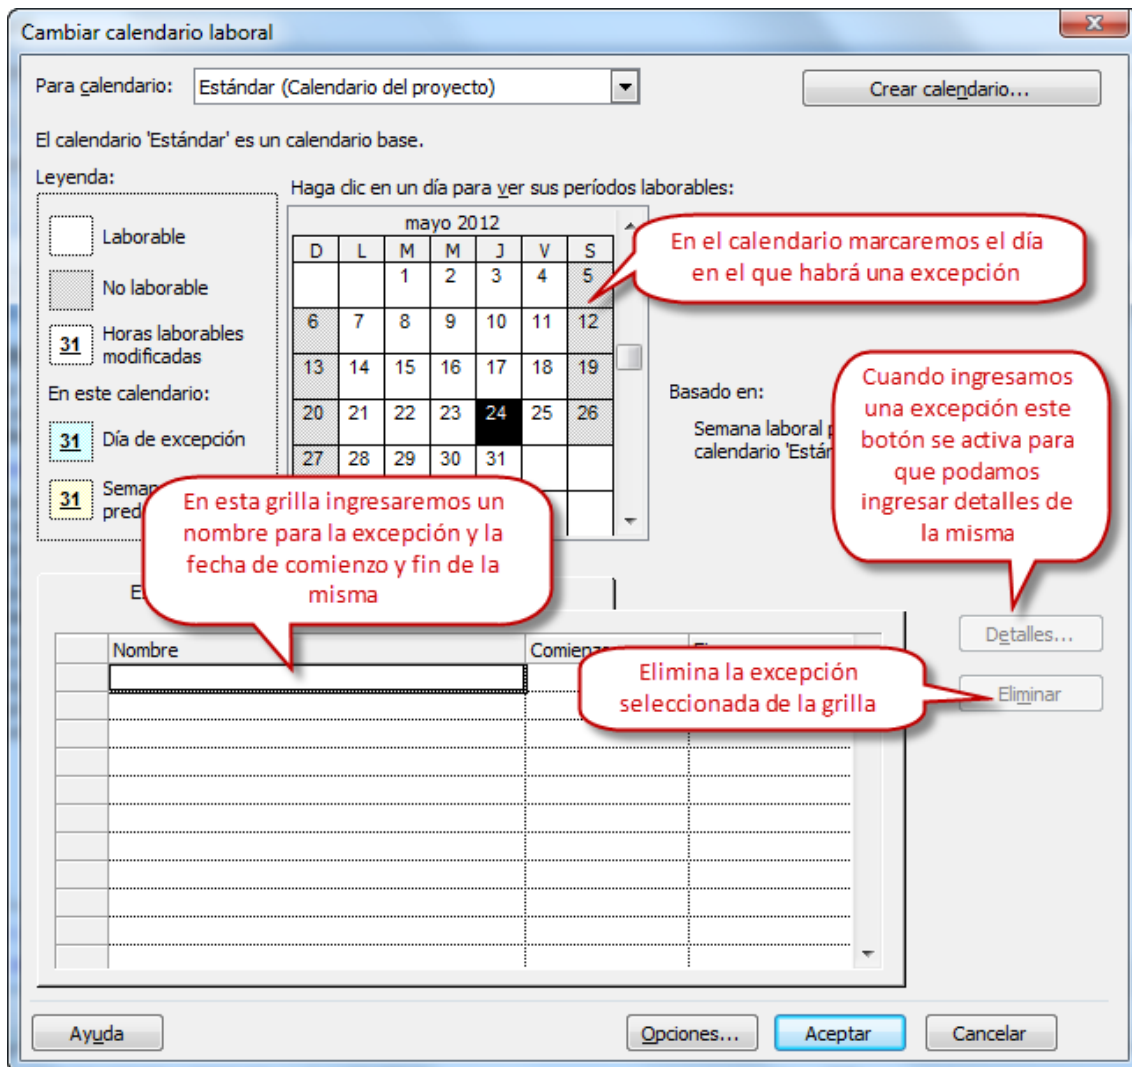 Cambiar calendario laboral
Para calendario: Estándar (Calendario del proyecto) Crear calendario...
El calendario 'Estándar' es un calendario base.
Leyenda:
Laborable
No laborable
31 Horas laborables
modificadas
En este calendario:
31 Día de excepción
31
Haga clic en un día para ver sus períodos laborables:
mayo 2012
D L M M J V S
1 2 3 4 5
6 7 8 9 10 11 12
13 14 15 16 17 18 19
20 21 22 23 24 25 26
27 28 29 30 31
En el calendario marcaremos el día
en el que habrá una excepción
Basado en:
Semana laboral
calendario
Cuando ingresamos
una excepción este
botón se activa para
que podamos
ingresar detalles de
la misma
En esta grilla ingresaremos un
nombre para la excepción y la
fecha de comienzo y fin de la
misma
Nombre
Detalles...
Elimina la excepción
seleccionada de la grilla
Eliminar
Ayuda Opciones... Aceptar Cancelar